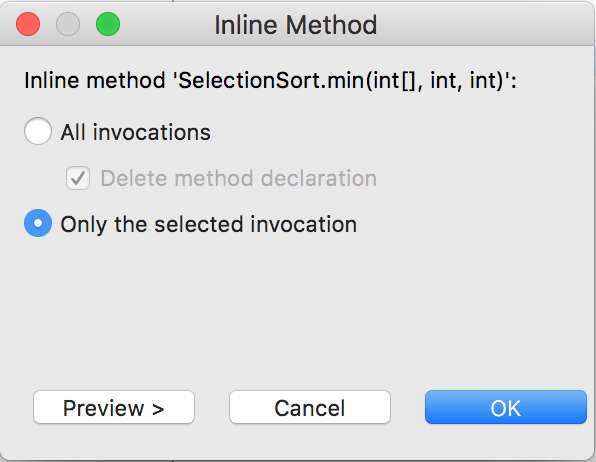 Inline Method
Inline method 'SelectionSort.min(int[], int, int)':
All invocations
Delete method declaration
Only the selected invocation
Preview >
Cancel
OK